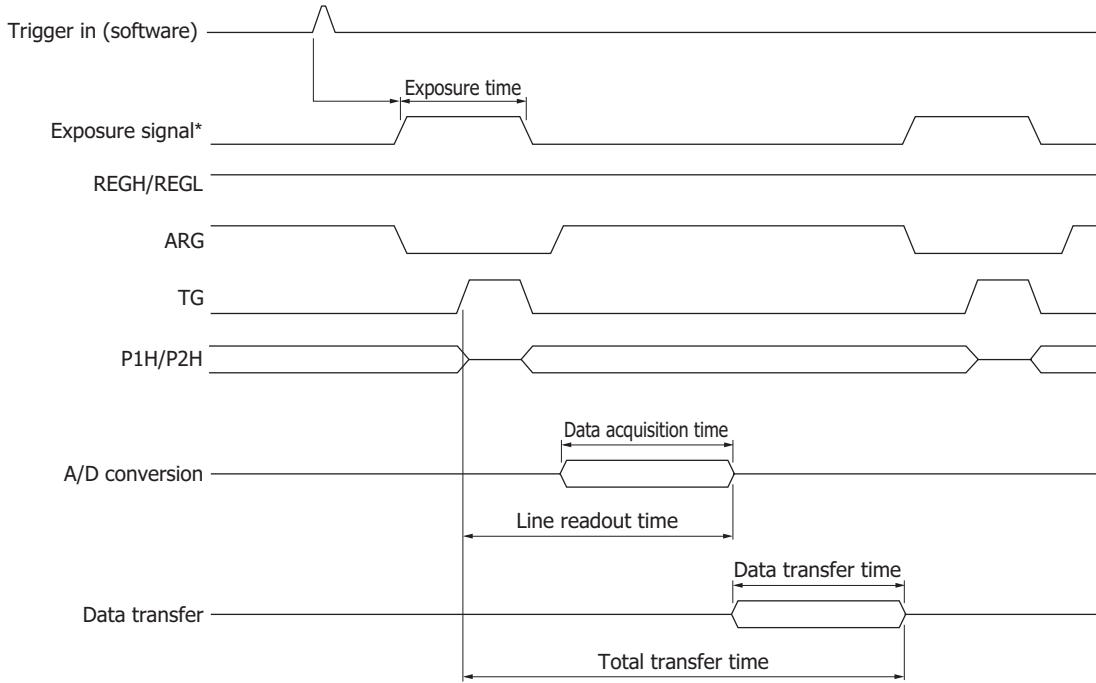 Trigger in (software)
Exposure time
Exposure signal*
REGH/REGL
ARG
TG
P1H/P2H
Data acquisition time
A/D conversion
Line readout time
Data transfer time
Data transfer
Total transfer time